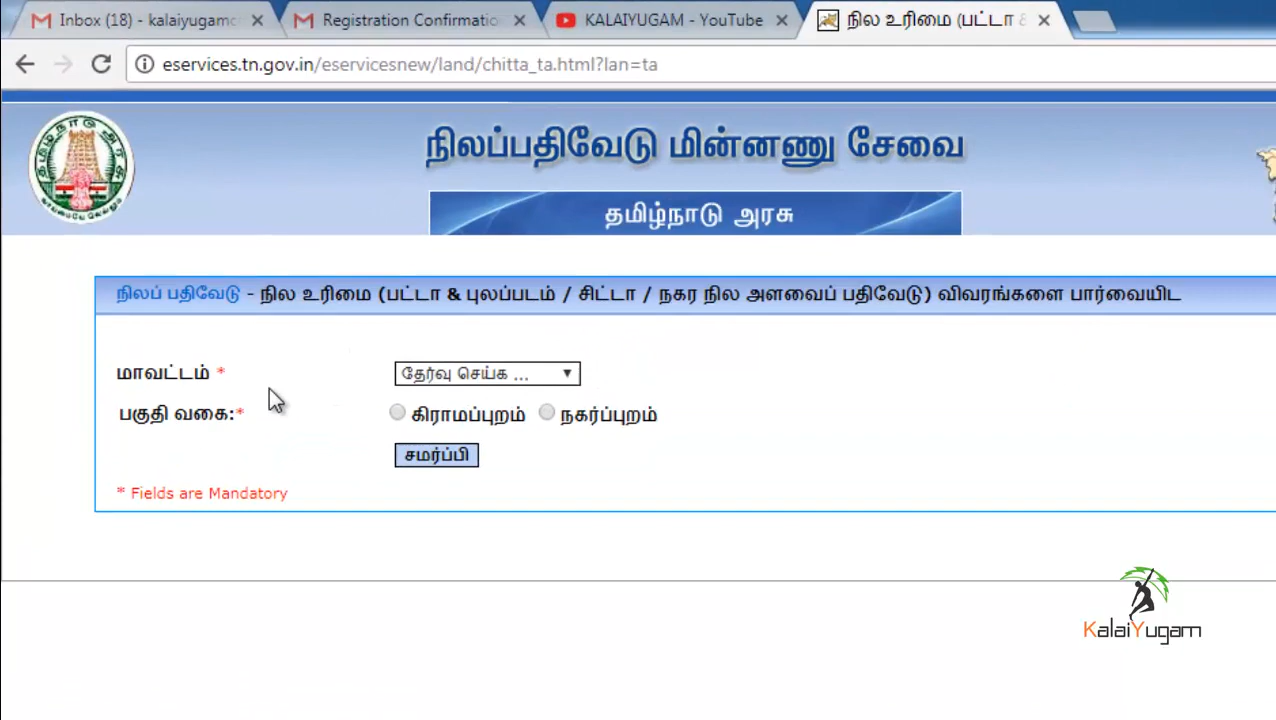 Inbox (18) - kalaiyugamc
Registration Confirmatio
KALAIYUGAM - YouTube
நில உரிமை (பட்டா &
eservices.tn.gov.in/eservicesnew/land/chitta_ta.html?lan=ta
நிலப்பதிவேடு மின்னணு சேவை
தமிழ்நாடு அரசு
நிலப் பதிவேடு - நில உரிமை (பட்டா & புலப்படம் / சிட்டா / நகர நில அளவைப் பதிவேடு) விவரங்களை பார்வையிட
மாவட்டம் * தேர்வு செய்க ...
பகுதி வகை:* கிராமப்புறம் நகர்ப்புறம்
சமர்ப்பி
* Fields are Mandatory
KalaiYugam